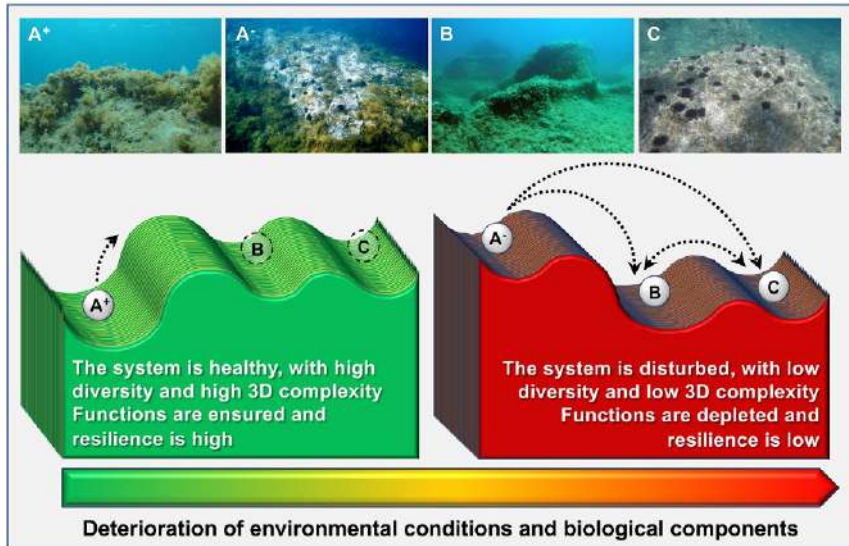 A+
A-
B
C
A+
B
C
A-
B
C
The system is healthy, with high
diversity and high 3D complexity
Functions are ensured and
resilience is high
The system is disturbed, with low
diversity and low 3D complexity
Functions are depleted and
resilience is low
Deterioration of environmental conditions and biological components